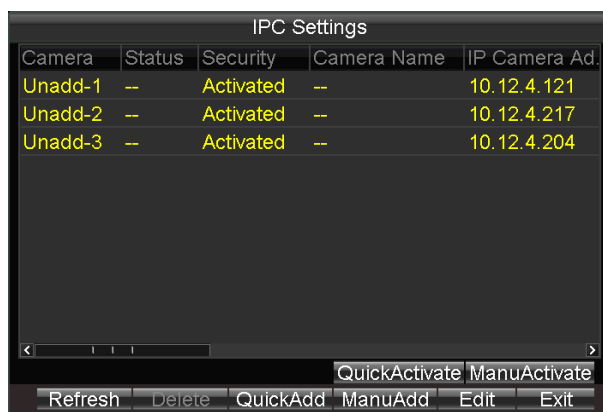 IPC Settings
Camera Status Security Camera Name IP Camera Ad.
Unadd-1 -- Activated -- 10.12.4.121
Unadd-2 -- Activated -- 10.12.4.217
Unadd-3 -- Activated -- 10.12.4.204
QuickActivate ManuActivate
Refresh Delete QuickAdd ManuAdd Edit Exit